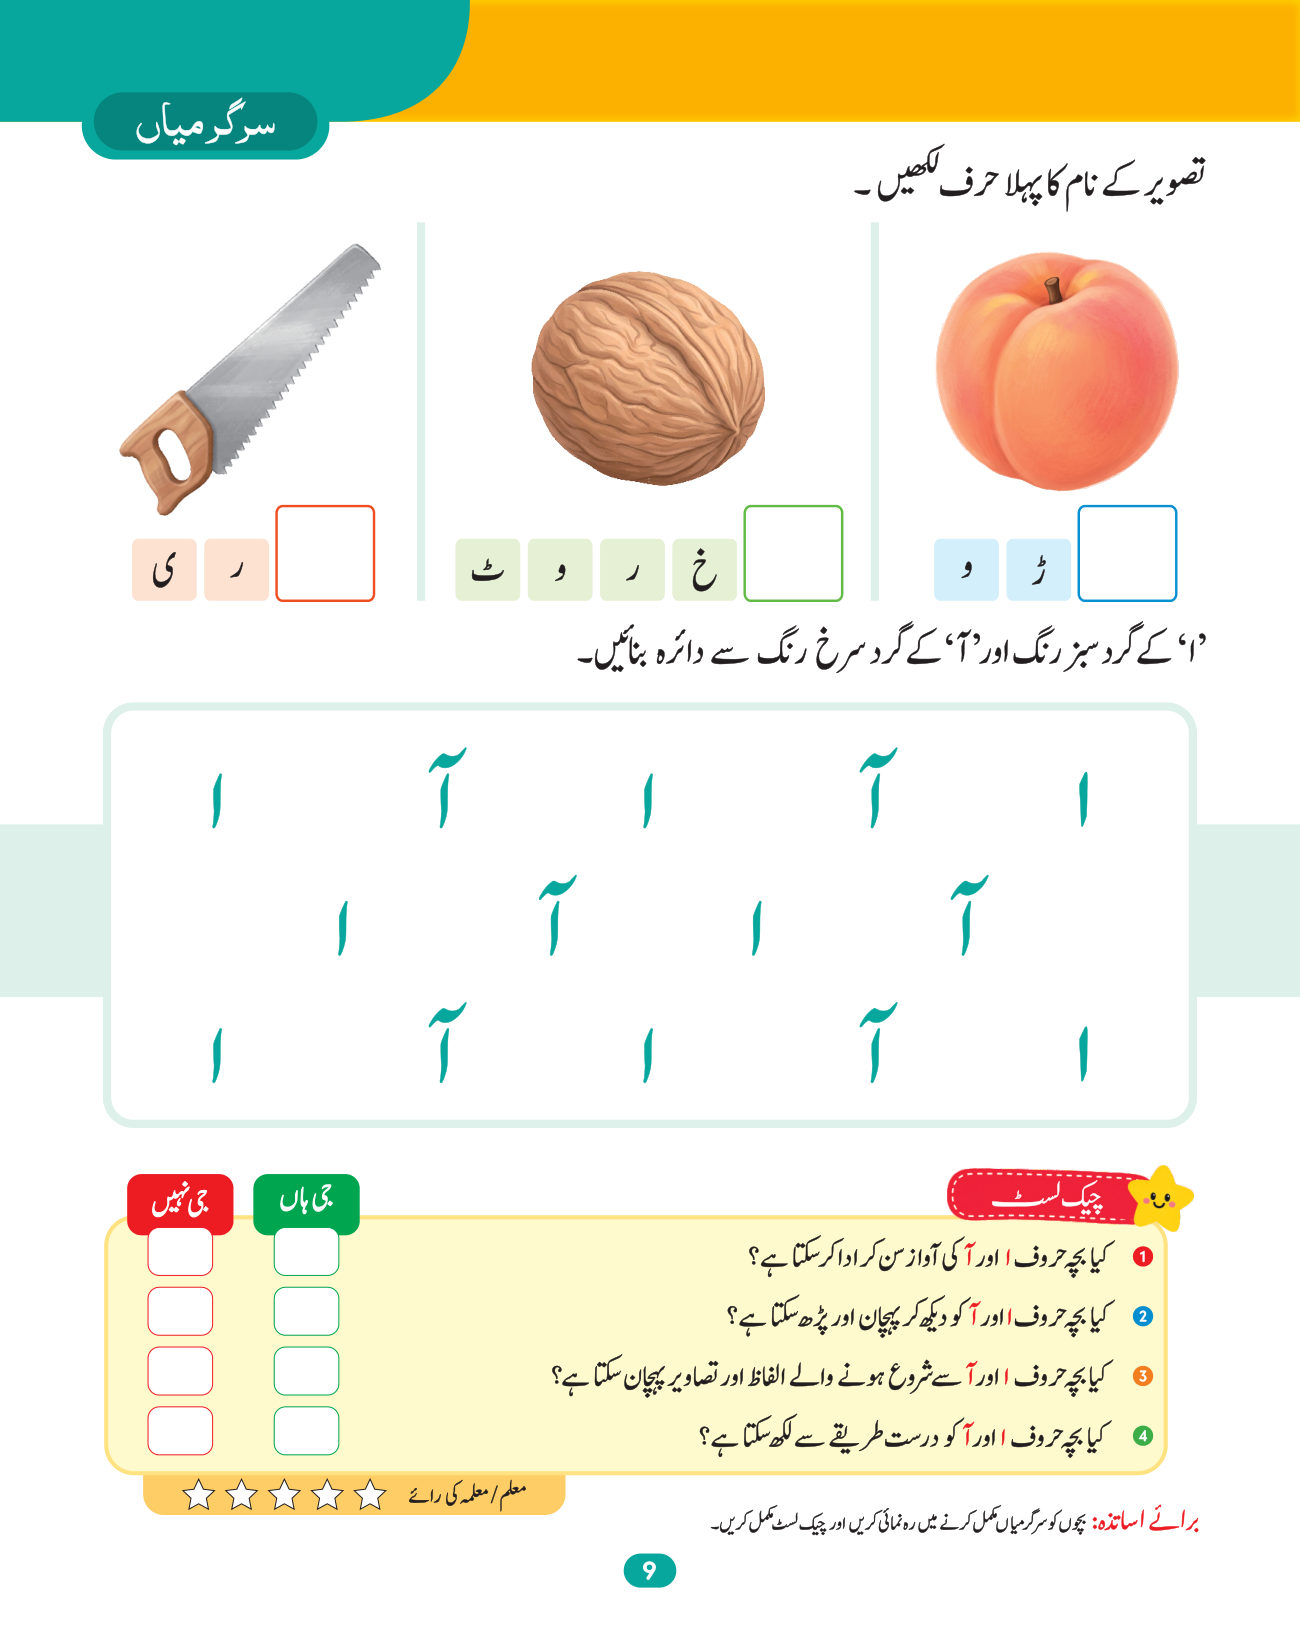 سرگرمیاں
تصویر کے نام کا پہلا حرف لکھیں ۔
ڑ و
خ ر و ٹ
ر ی
’ا‘ کے گرد سبز رنگ اور ’آ‘ کے گرد سرخ رنگ سے دائرہ بنائیں۔
ا آ ا آ ا
آ ا آ ا
ا آ ا آ ا
چیک لسٹ
جی ہاں جی نہیں
1 کیا بچہ حروف ا اور آ کی آواز سن کر ادا کر سکتا ہے؟
2 کیا بچہ حروف ا اور آ کو دیکھ کر پہچان اور پڑھ سکتا ہے؟
3 کیا بچہ حروف ا اور آ سے شروع ہونے والے الفاظ اور تصاویر پہچان سکتا ہے؟
4 کیا بچہ حروف ا اور آ کو درست طریقے سے لکھ سکتا ہے؟
معلم/معلمہ کی رائے
برائے اساتذہ: بچوں کو سرگرمیاں مکمل کرنے میں رہ نمائی کریں اور چیک لسٹ مکمل کریں۔
9